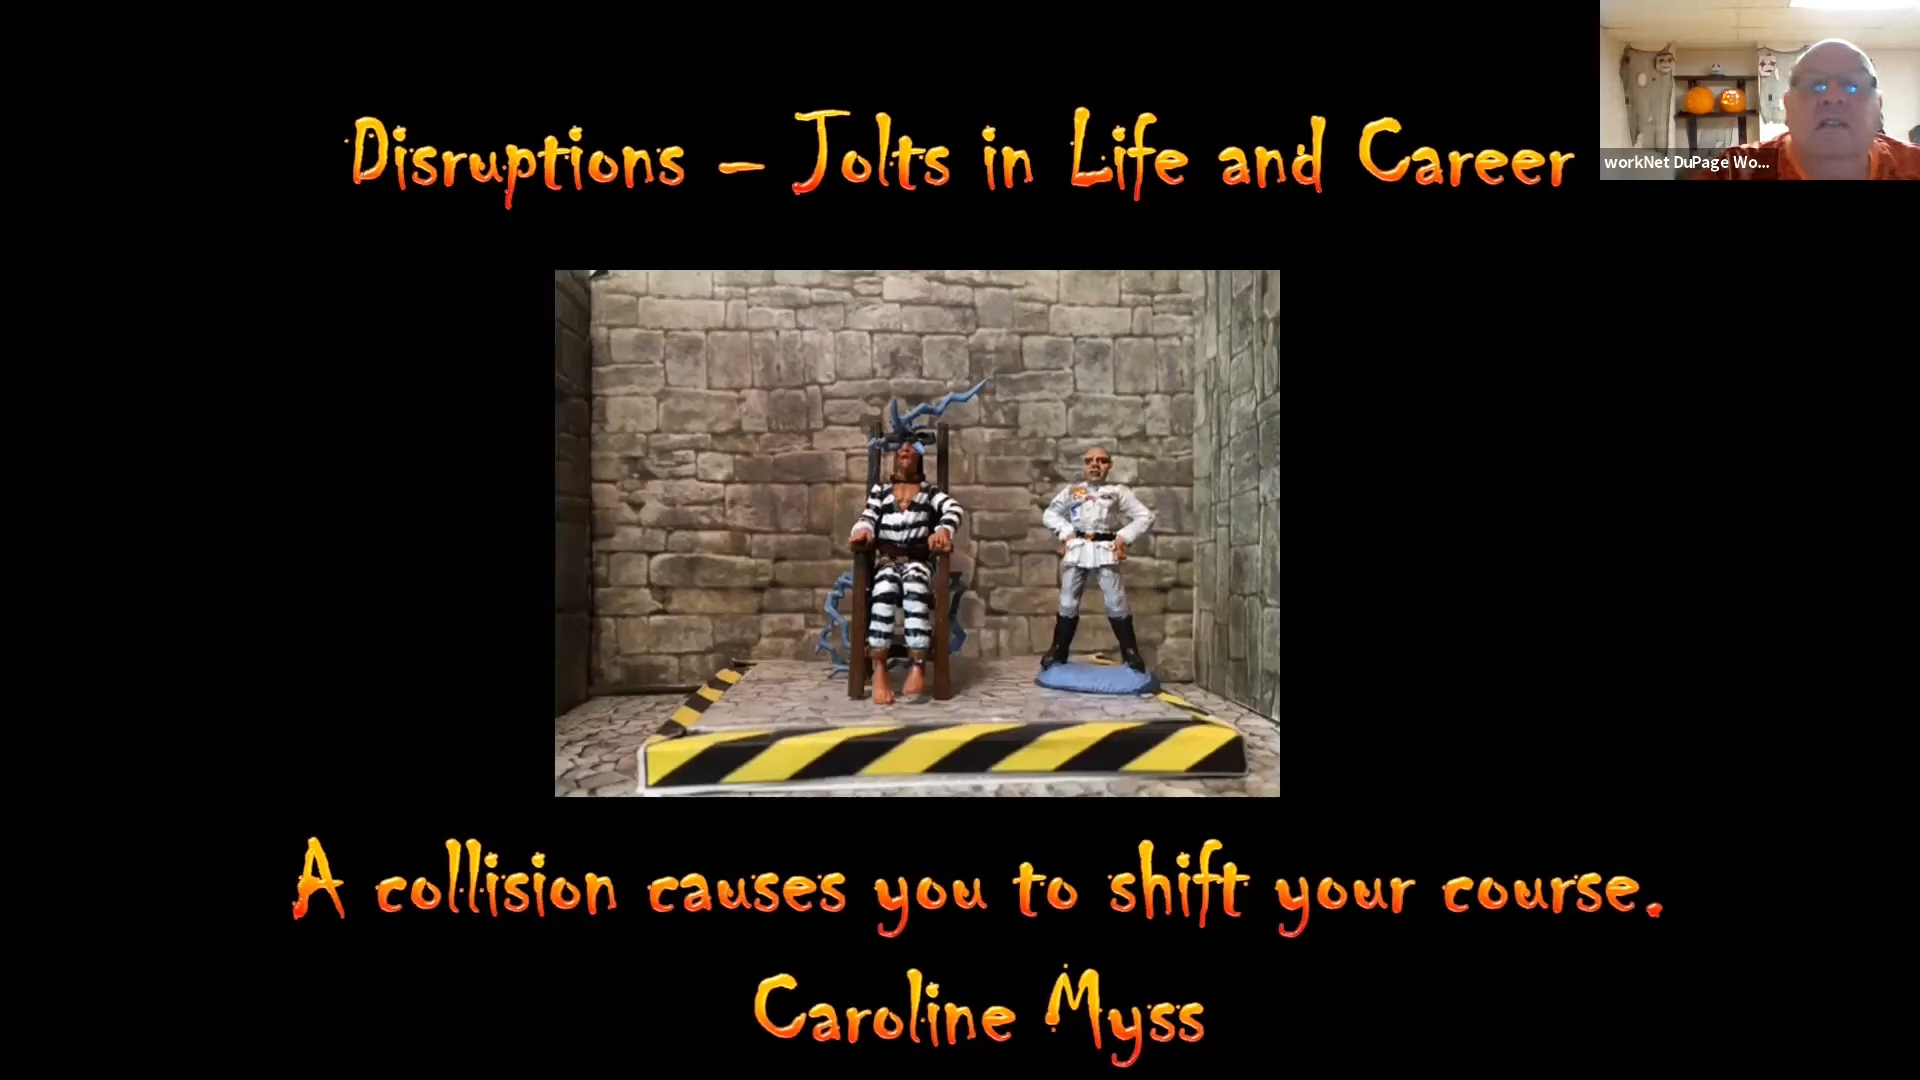 Disruptions – Jolts in Life and Career
workNet DuPage Wo...
A collision causes you to shift your course.
Caroline Myss